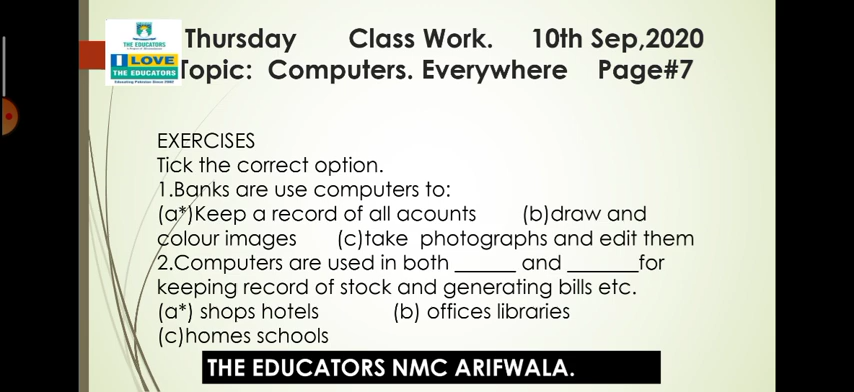 THE EDUCATORS
I LOVE
THE EDUCATORS
Thursday Class Work. 10th Sep,2020
Topic: Computers. Everywhere Page#7
EXERCISES
Tick the correct option.
1.Banks are use computers to:
(a*)Keep a record of all acounts (b)draw and
colour images (c)take photographs and edit them
2.Computers are used in both ______ and _______for
keeping record of stock and generating bills etc.
(a*) shops hotels (b) offices libraries
(c)homes schools
THE EDUCATORS NMC ARIFWALA.